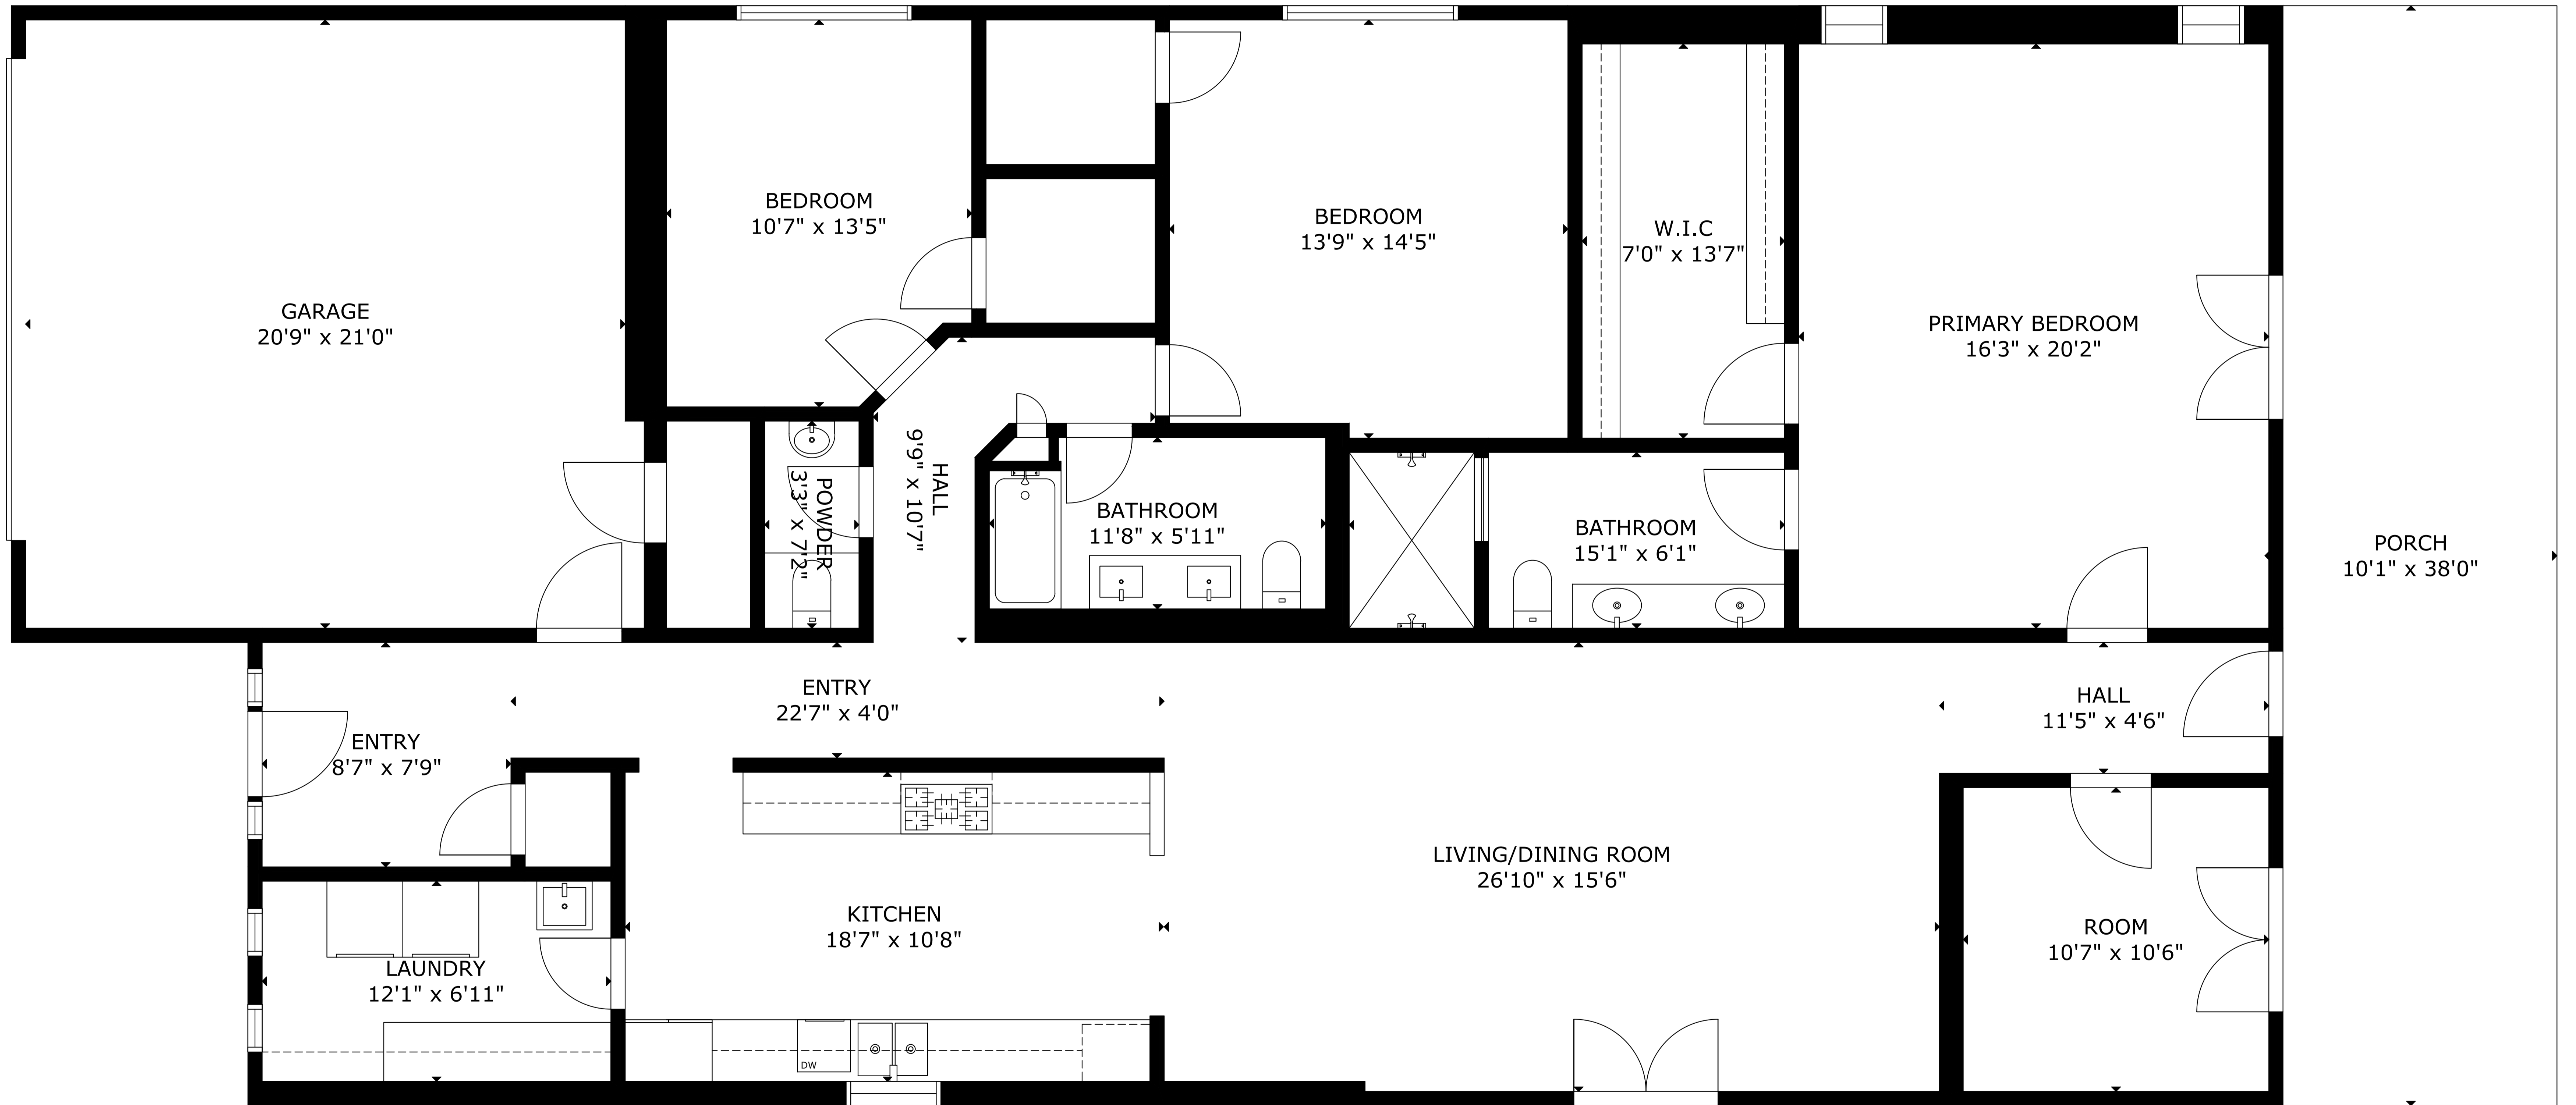 GARAGE
20'9" x 21'0"
BEDROOM
10'7" x 13'5"
BEDROOM
13'9" x 14'5"
W.I.C
7'0" x 13'7"
PRIMARY BEDROOM
16'3" x 20'2"
PORCH
10'1" x 38'0"
POWDER
3'3" x 7'2"
HALL
9'9" x 10'7"
BATHROOM
11'8" x 5'11"
BATHROOM
15'1" x 6'1"
ENTRY
22'7" x 4'0"
HALL
11'5" x 4'6"
ENTRY
8'7" x 7'9"
LIVING/DINING ROOM
26'10" x 15'6"
KITCHEN
18'7" x 10'8"
ROOM
10'7" x 10'6"
LAUNDRY
12'1" x 6'11"
DW